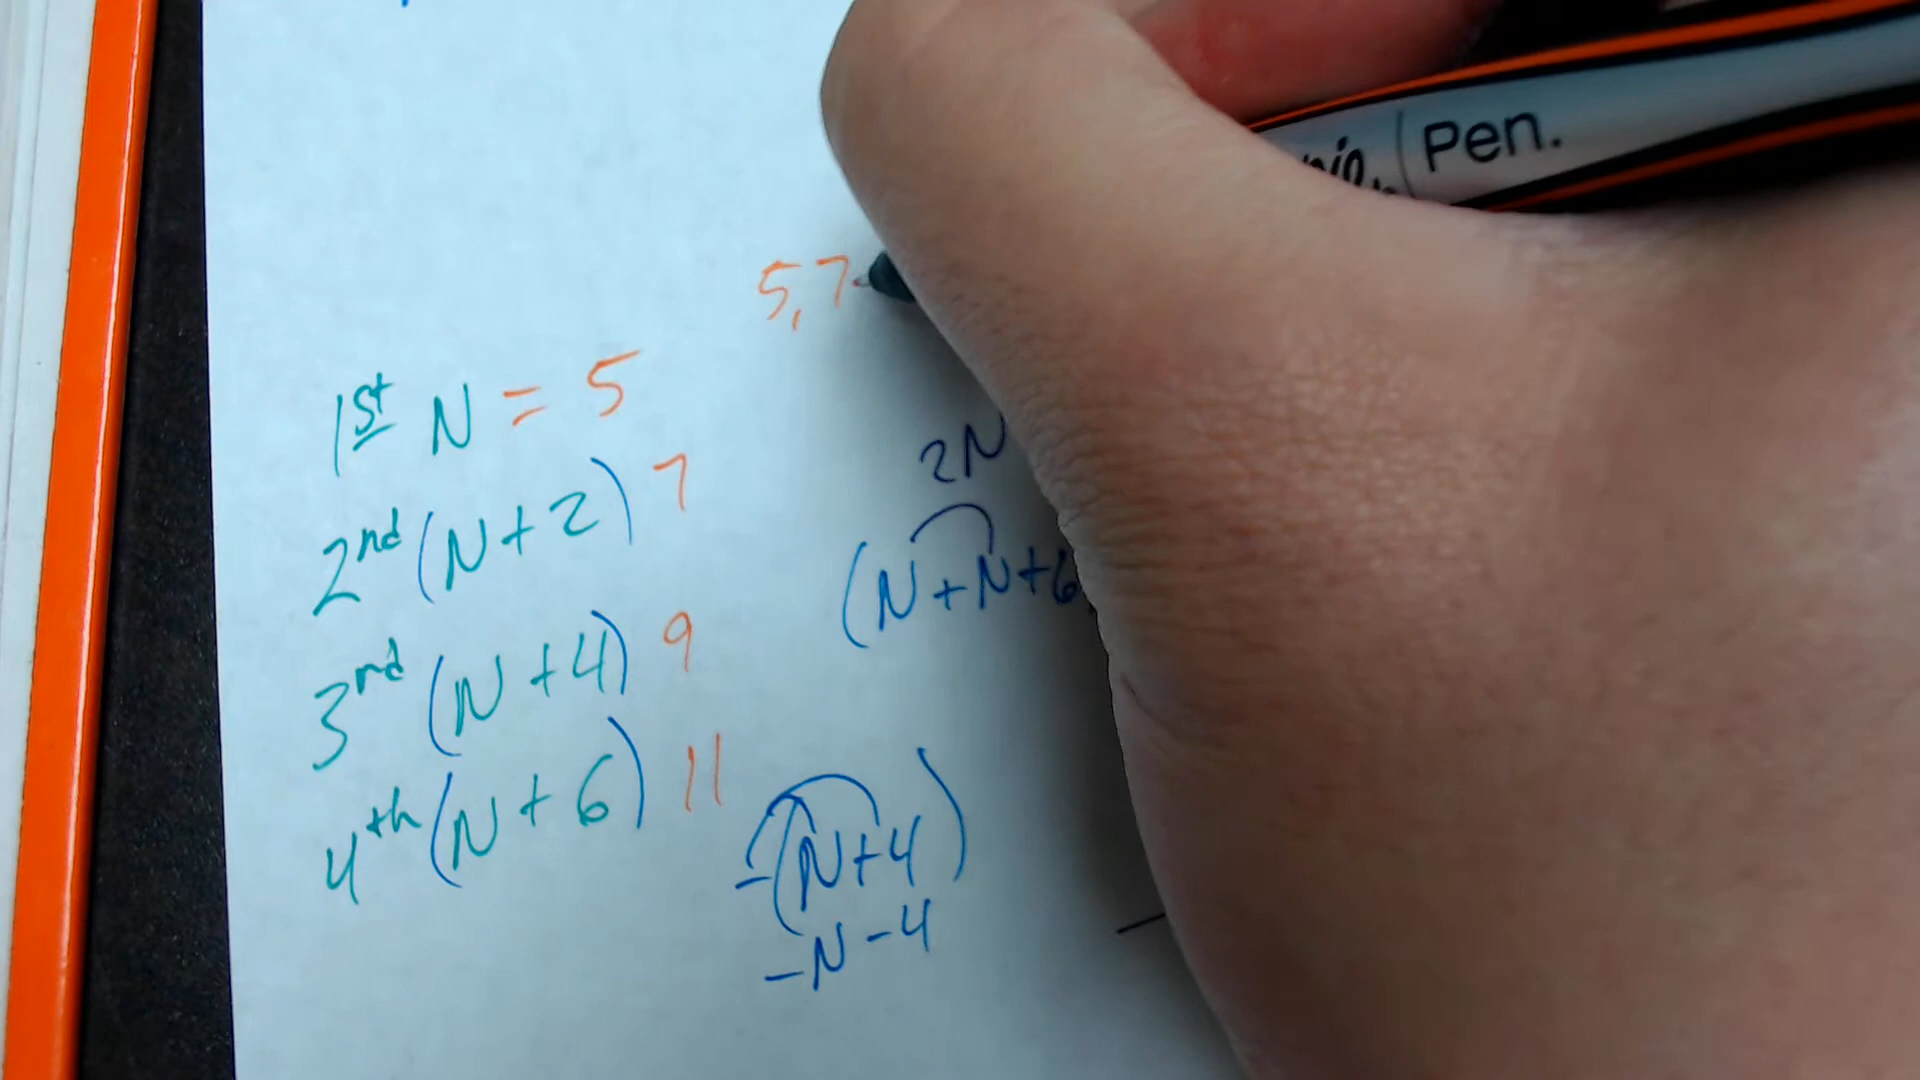 Pen.
5,7
1st N = 5
2N
2nd (N+2) 7
(N+N+6
3rd (N+4) 9
4th (N+6) 11
-(N+4)
-N-4